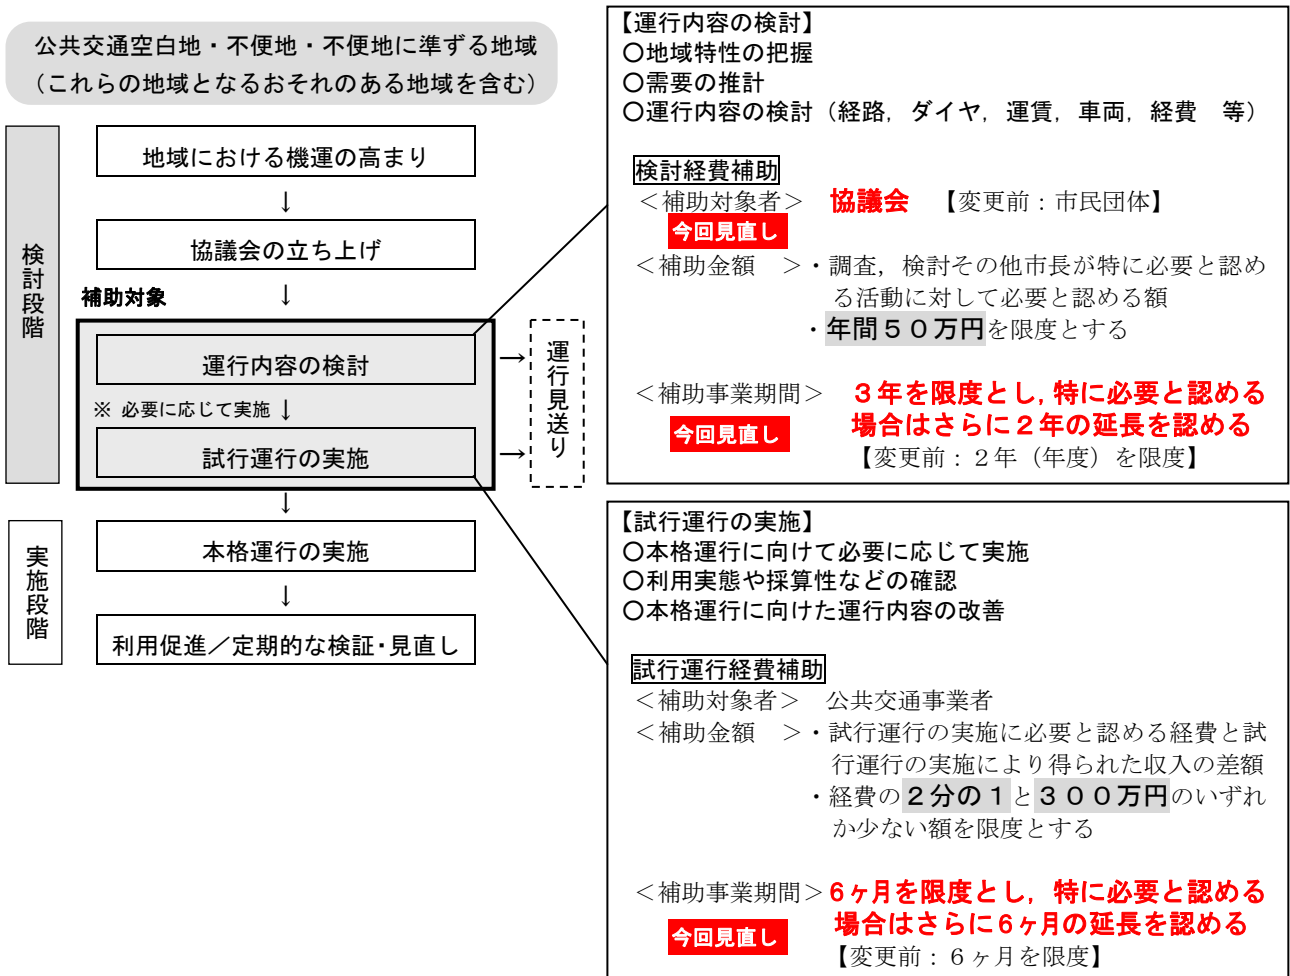 公共交通空白地・不便地・不便地に準ずる地域
（これらの地域となるおそれのある地域を含む）
検討段階
地域における機運の高まり
↓
協議会の立ち上げ
補助対象
↓
運行内容の検討
※ 必要に応じて実施 ↓
試行運行の実施
→
→
運行見送り
↓
実施段階
本格運行の実施
↓
利用促進／定期的な検証・見直し
【運行内容の検討】
○地域特性の把握
○需要の推計
○運行内容の検討（経路，ダイヤ，運賃，車両，経費　等）
検討経費補助
＜補助対象者＞　協議会　【変更前：市民団体】
今回見直し
＜補助金額　＞・調査，検討その他市長が特に必要と認め
る活動に対して必要と認める額
・年間５０万円を限度とする
＜補助事業期間＞　３年を限度とし，特に必要と認める
場合はさらに２年の延長を認める
今回見直し
【変更前：２年（年度）を限度】
【試行運行の実施】
○本格運行に向けて必要に応じて実施
○利用実態や採算性などの確認
○本格運行に向けた運行内容の改善
試行運行経費補助
＜補助対象者＞　公共交通事業者
＜補助金額　＞・試行運行の実施に必要と認める経費と試
行運行の実施により得られた収入の差額
・経費の２分の１と３００万円のいずれ
か少ない額を限度とする
＜補助事業期間＞6ヶ月を限度とし，特に必要と認める
場合はさらに6ヶ月の延長を認める
今回見直し
【変更前：６ヶ月を限度】